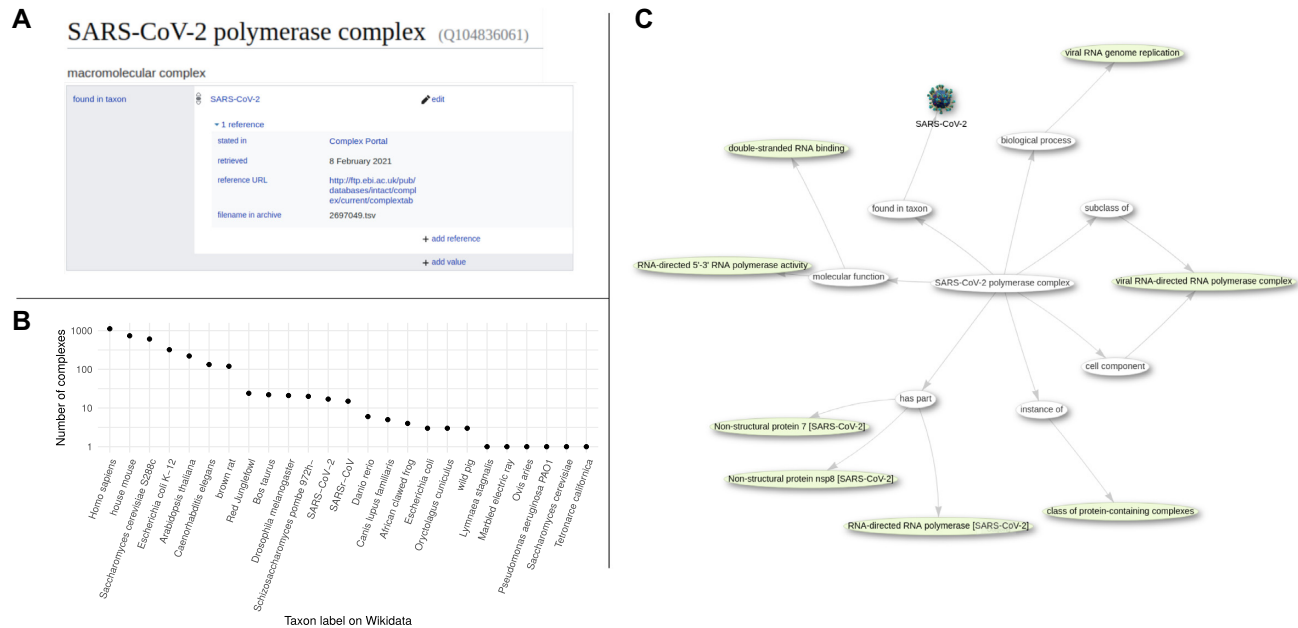 A
SARS-CoV-2 polymerase complex (Q104836061)
macromolecular complex
found in taxon
SARS-CoV-2
edit
1 reference
stated in
Complex Portal
retrieved
8 February 2021
reference URL
http://ftp.ebi.ac.uk/pub/
databases/intact/compl
ex/current/complextab
filename in archive
2697049.tsv
+ add reference
+ add value
B
Number of complexes
1000
100
10
1
Homo sapiens
house mouse
Saccharomyces cerevisiae S288c
Escherichia coli K−12
Arabidopsis thaliana
Caenorhabditis elegans
brown rat
Red Junglefowl
Bos taurus
Drosophila melanogaster
Schizosaccharomyces pombe 972h−
SARS−CoV−2
SARSr−CoV
Danio rerio
Canis lupus familiaris
African clawed frog
Escherichia coli
Oryctolagus cuniculus
wild pig
Lymnaea stagnalis
Marbled electric ray
Ovis aries
Pseudomonas aeruginosa PAO1
Saccharomyces cerevisiae
Tetronarce californica
Taxon label on Wikidata
C
viral RNA genome replication
SARS-CoV-2
biological process
double-stranded RNA binding
found in taxon
subclass of
RNA-directed 5'-3' RNA polymerase activity
molecular function
SARS-CoV-2 polymerase complex
viral RNA-directed RNA polymerase complex
cell component
has part
instance of
Non-structural protein 7 [SARS-CoV-2]
Non-structural protein nsp8 [SARS-CoV-2]
RNA-directed RNA polymerase [SARS-CoV-2]
class of protein-containing complexes